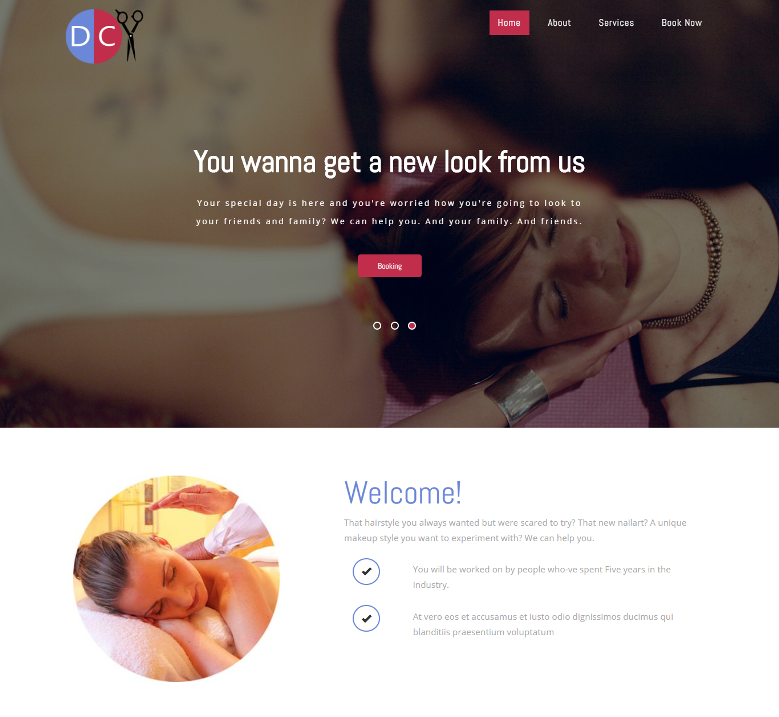 DC
Home About Services Book Now
You wanna get a new look from us
Your special day is here and you're worried how you're going to look to
your friends and family? We can help you. And your family. And friends.
Booking
Welcome!
That hairstyle you always wanted but were scared to try? That new nailart? A unique
makeup style you want to experiment with? We can help you.
You will be worked on by people who-ve spent Five years in the
industry.
At vero eos et accusamus et iusto odio dignissimos ducimus qui
blanditiis praesentium voluptatum